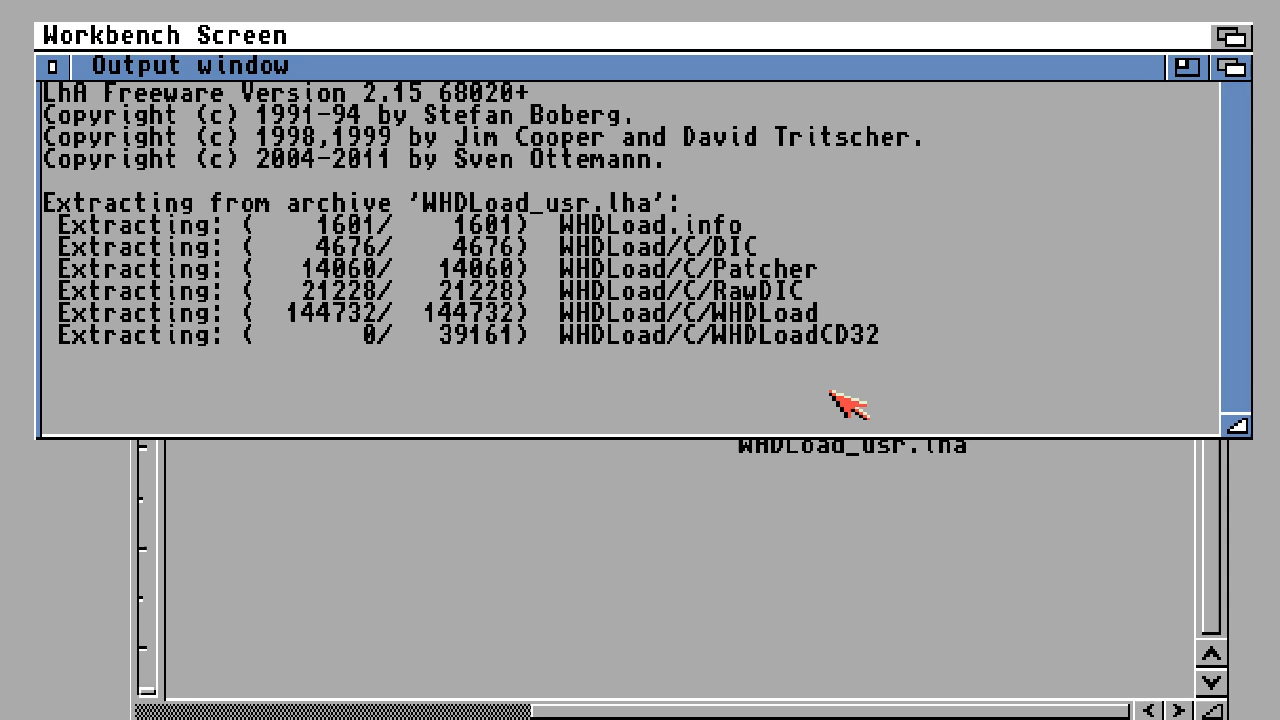 Workbench Screen
Output window
LhA Freeware Version 2.15 68020+
Copyright (c) 1991-94 by Stefan Boberg.
Copyright (c) 1998,1999 by Jim Cooper and David Tritscher.
Copyright (c) 2004-2011 by Sven Ottemann.
Extracting from archive 'WHDLoad_usr.lha':
Extracting: (    1601/    1601)  WHDLoad.info
Extracting: (    4676/    4676)  WHDLoad/C/DIC
Extracting: (   14060/   14060)  WHDLoad/C/Patcher
Extracting: (   21228/   21228)  WHDLoad/C/RawDIC
Extracting: (  144732/  144732)  WHDLoad/C/WHDLoad
Extracting: (       0/   39161)  WHDLoad/C/WHDLoadCD32
WHDLoad_usr.lha